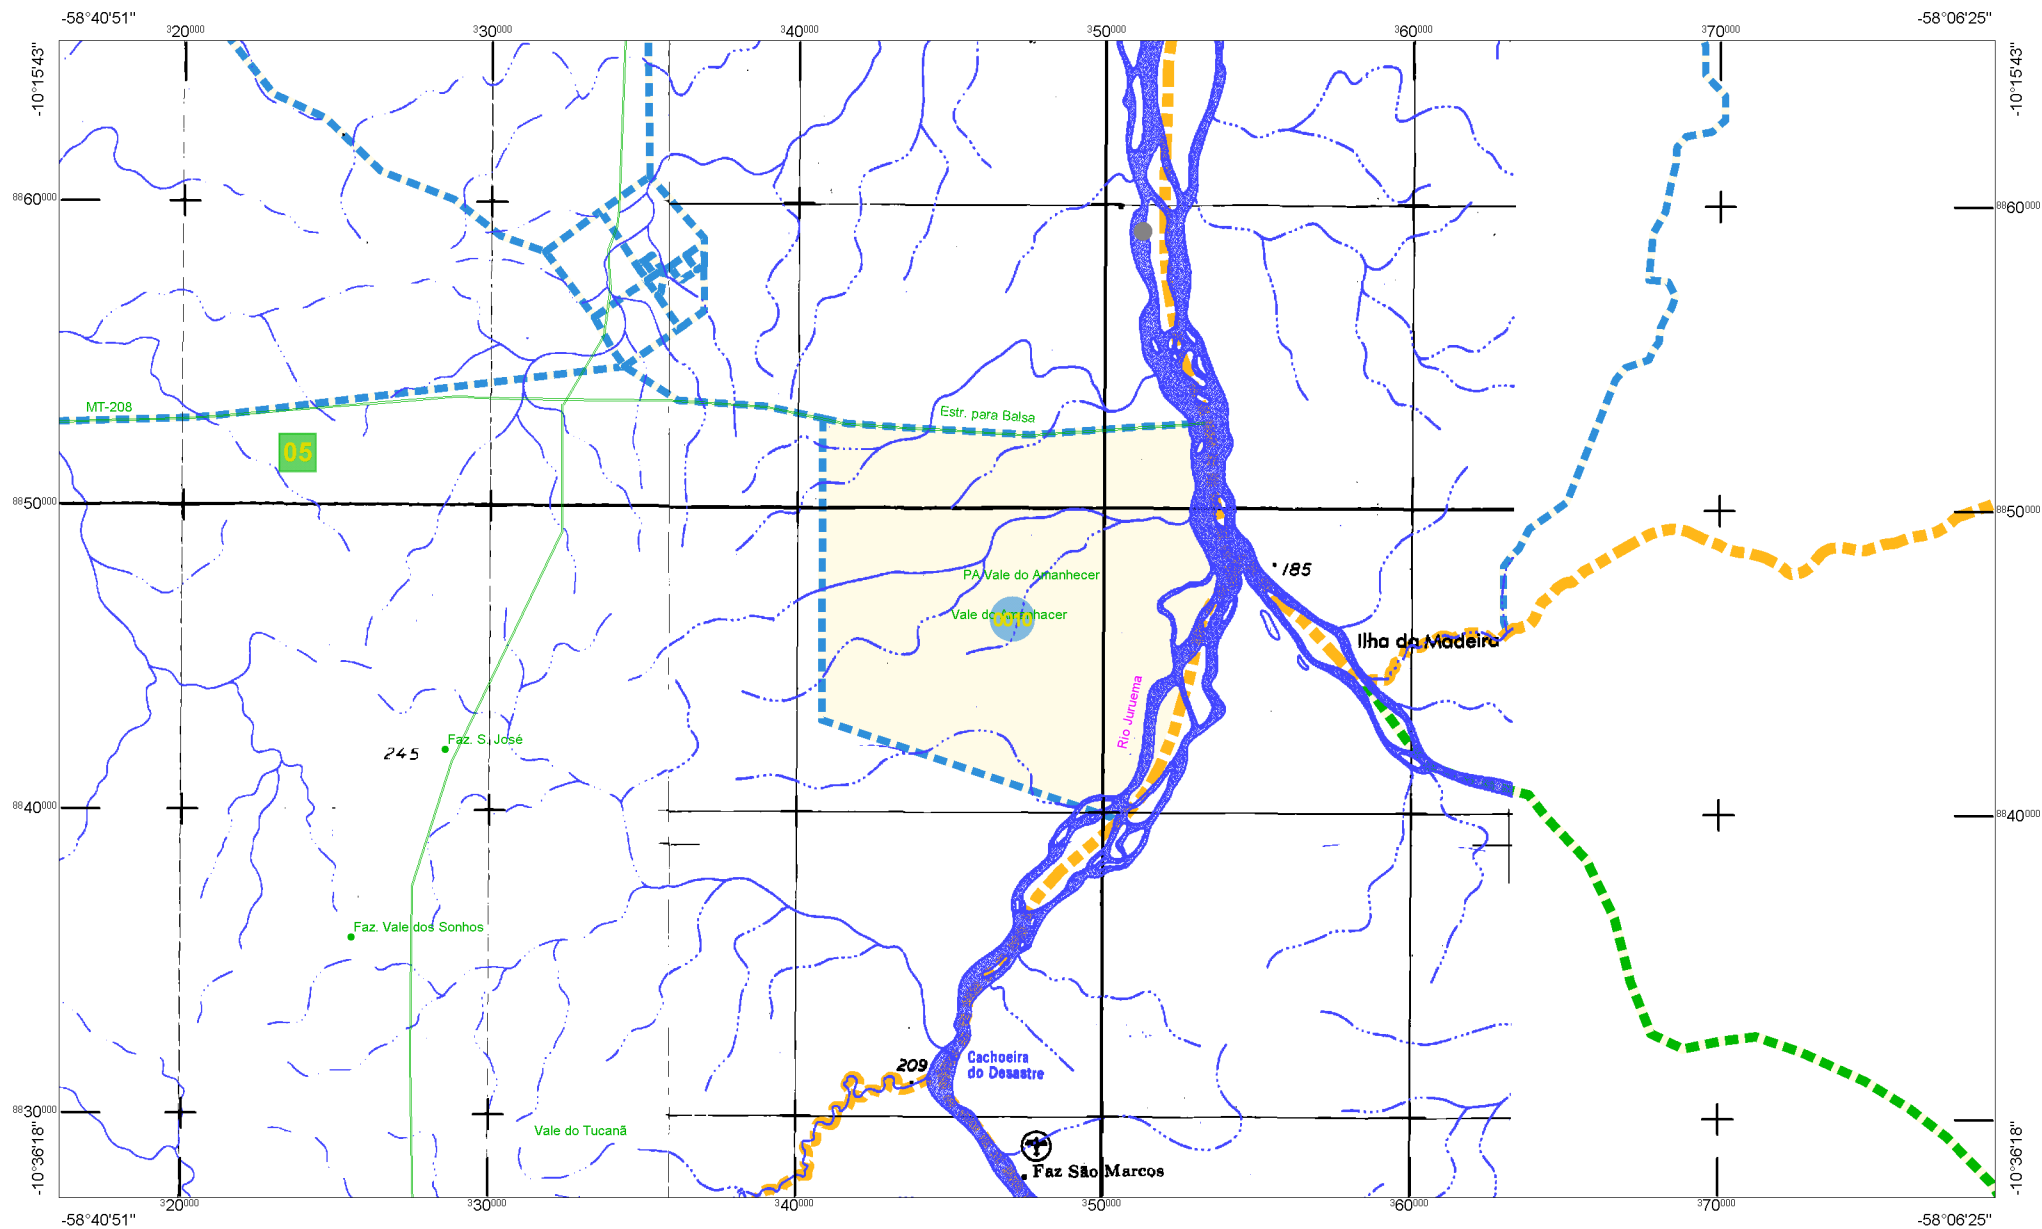 -58°40'51"
-58°06'25"
320000
330000
340000
350000
360000
370000
-10°15'43"
-10°15'43"
8860000
8860000
MT-208
Estr. para Balsa
05
8850000
8850000
185
PA Vale do Amanhecer
Vale do Amanhacer
0010
Ilha da Madeira
Rio Juruema
Faz. S. José
245
8840000
8840000
Faz. Vale dos Sonhos
209
Cachoeira
do Desastre
8830000
Vale do Tucanã
Faz São Marcos
-10°36'18"
-10°36'18"
320000
330000
340000
350000
360000
370000
-58°40'51"
-58°06'25"